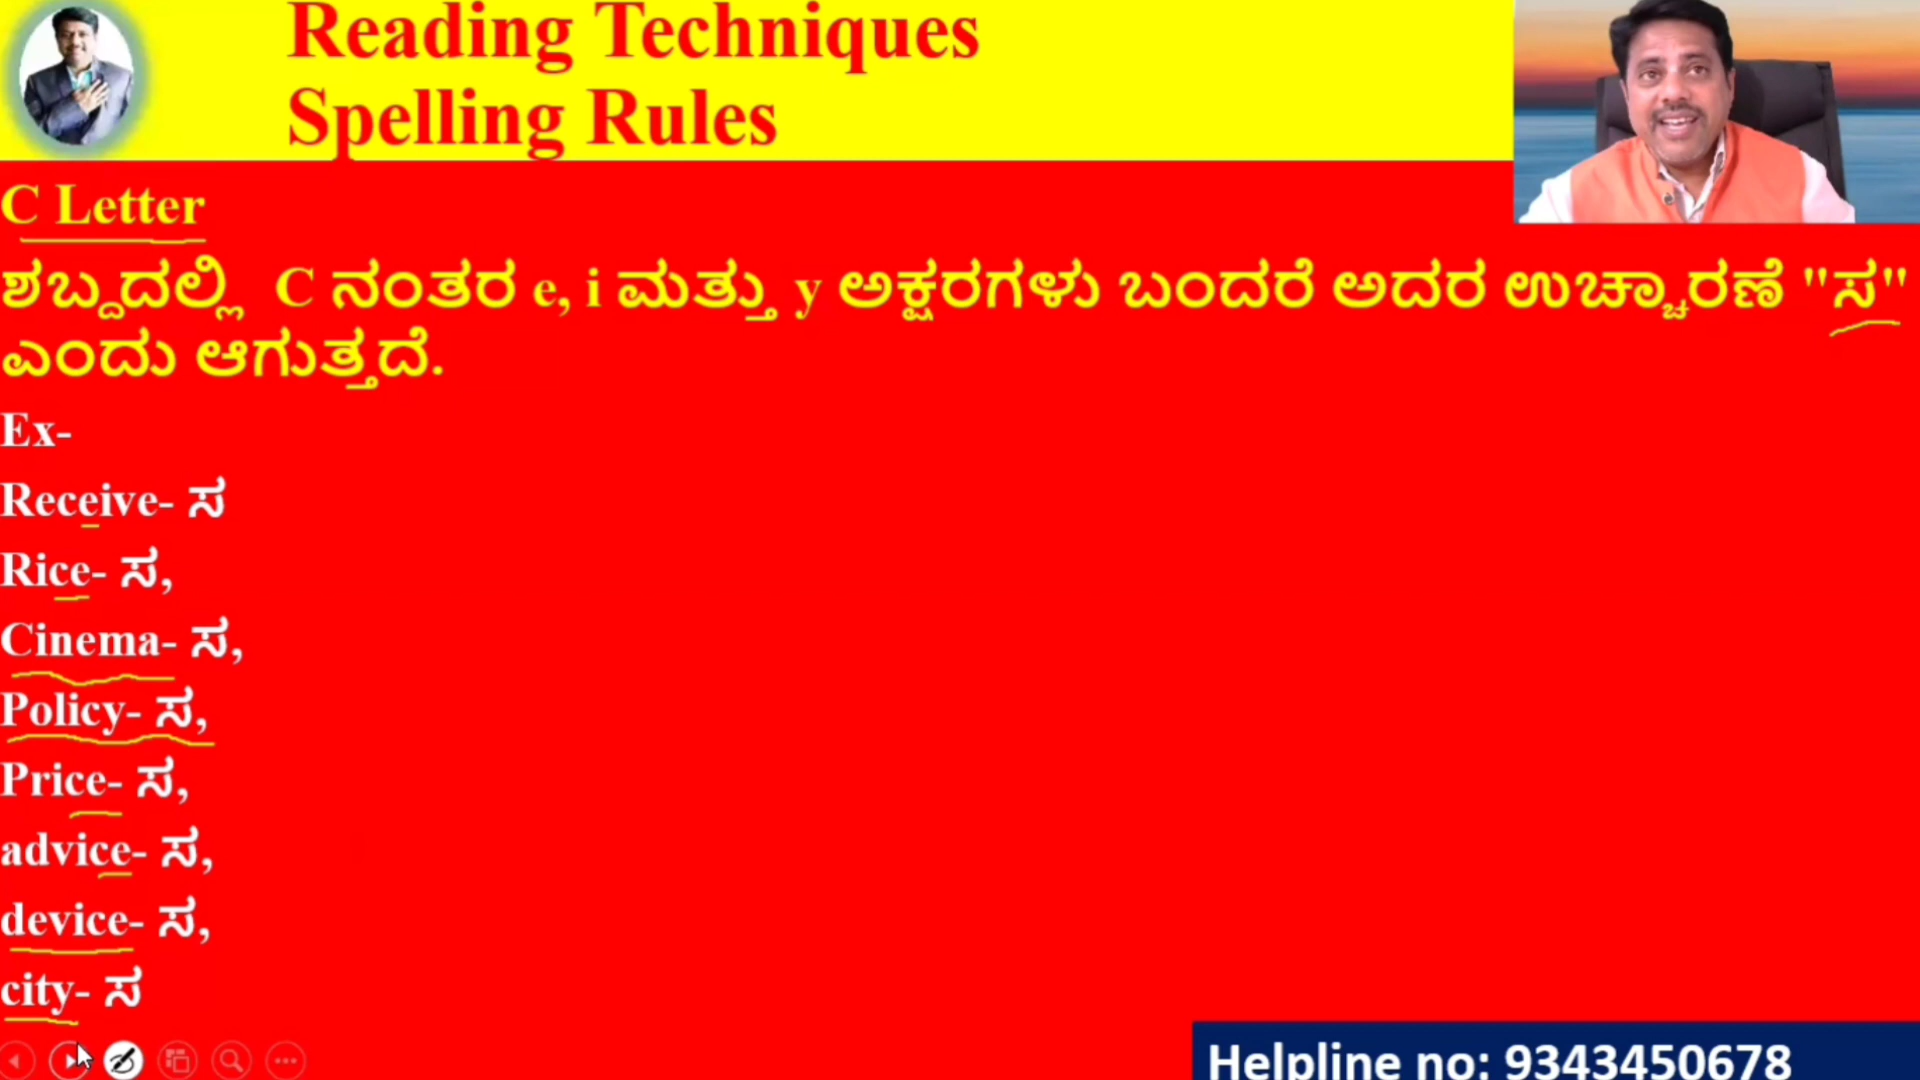 Reading Techniques
Spelling Rules
C Letter
ಶಬ್ದದಲ್ಲಿ C ನಂತರ e, i ಮತ್ತು y ಅಕ್ಷರಗಳು ಬಂದರೆ ಅದರ ಉಚ್ಚಾರಣೆ "ಸ"
ಎಂದು ಆಗುತ್ತದೆ.
Ex-
Receive- ಸ
Rice- ಸ,
Cinema- ಸ,
Policy- ಸ,
Price- ಸ,
advice- ಸ,
device- ಸ,
city- ಸ
Helpline no: 9343450678